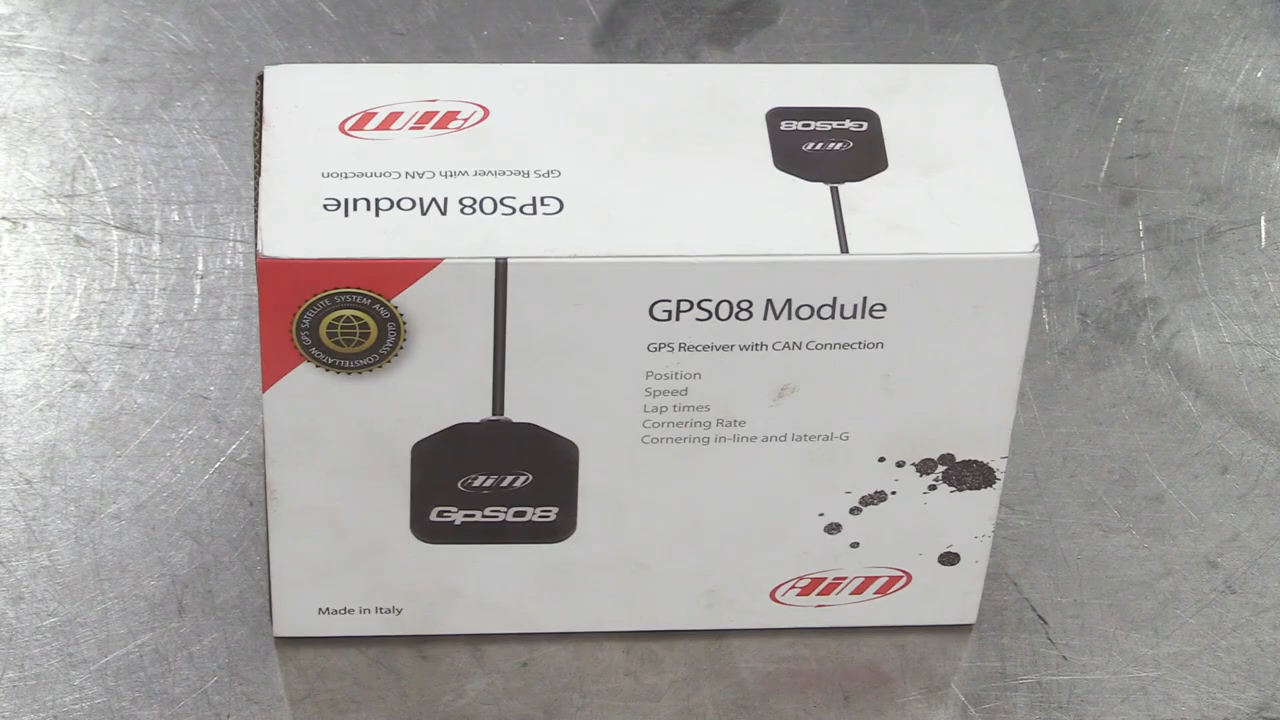 AiM
GPS Receiver with CAN Connection
GPS08 Module
GpS08
AiM
GPS SATELLITE SYSTEM AND GLONASS CONSTELLATION
GPS08 Module
GPS Receiver with CAN Connection
Position
Speed
Lap times
Cornering Rate
Cornering in-line and lateral-G
AiM
GpS08
AiM
Made in Italy